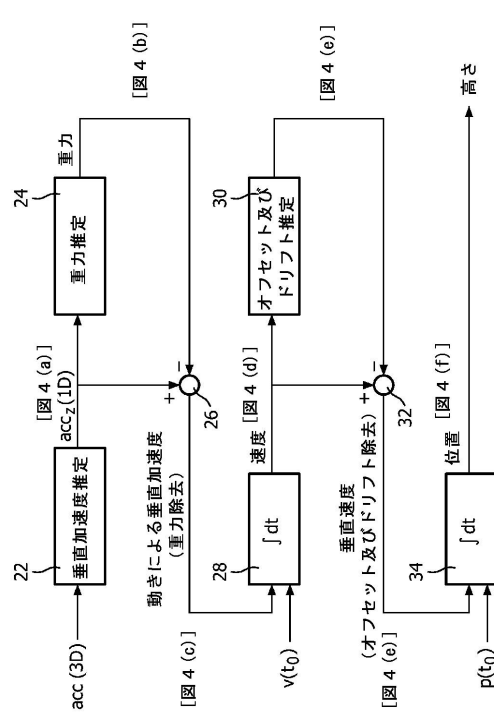 acc (3D)
22
垂直加速度推定
[図４(a)]
acc_z(1D)
24
重力推定
重力
[図４(b)]
+
−
26
動きによる垂直加速度
(重力除去)
[図４(c)]
v(t_0)
28
∫dt
速度
[図４(d)]
30
オフセット及び
ドリフト推定
[図４(e)]
+
−
32
垂直速度
(オフセット及びドリフト除去)
[図４(e)]
p(t_0)
34
∫dt
位置
[図４(f)]
高さ